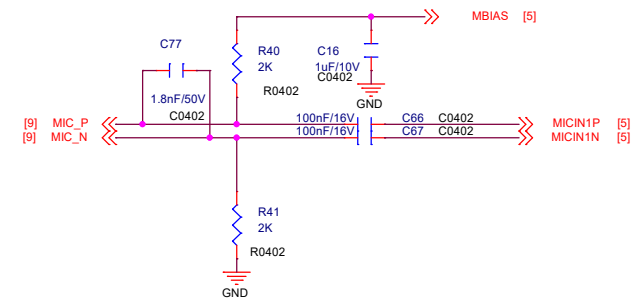 MBIAS [5]
C77
R40
C16
2K
1uF/10V
C0402
R0402
1.8nF/50V
C0402
GND
[9] MIC_P
100nF/16V C66 C0402
MICIN1P [5]
[9] MIC_N
100nF/16V C67 C0402
MICIN1N [5]
R41
2K
R0402
GND